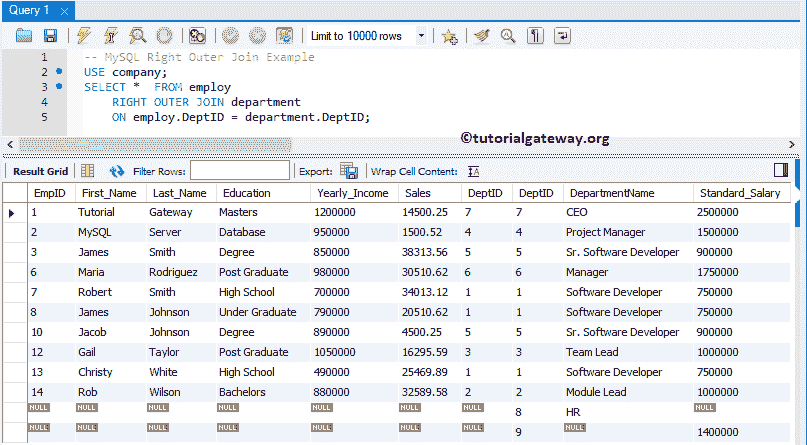 Query 1
Limit to 10000 rows
1 -- MySQL Right Outer Join Example
2 USE company;
3 SELECT * FROM employ
4 RIGHT OUTER JOIN department
5 ON employ.DeptID = department.DeptID;
©tutorialgateway.org
Result Grid Filter Rows: Export: Wrap Cell Content:
EmpID First_Name Last_Name Education Yearly_Income Sales DeptID DeptID DepartmentName Standard_Salary
1 Tutorial Gateway Masters 1200000 14500.25 7 7 CEO 2500000
2 MySQL Server Database 950000 1500.52 4 4 Project Manager 1500000
3 James Smith Degree 850000 38313.56 5 5 Sr. Software Developer 900000
6 Maria Rodriguez Post Graduate 980000 30510.62 6 6 Manager 1750000
7 Robert Smith High School 700000 34013.12 1 1 Software Developer 750000
8 James Johnson Under Graduate 790000 20510.62 1 1 Software Developer 750000
10 Jacob Johnson Degree 890000 4500.25 5 5 Sr. Software Developer 900000
12 Gail Taylor Post Graduate 1050000 16295.59 3 3 Team Lead 1000000
13 Christy White High School 490000 25469.89 1 1 Software Developer 750000
14 Rob Wilson Bachelors 880000 32589.58 2 2 Module Lead 1000000
NULL NULL NULL NULL NULL NULL NULL 8 HR NULL
NULL NULL NULL NULL NULL NULL NULL 9 NULL 1400000